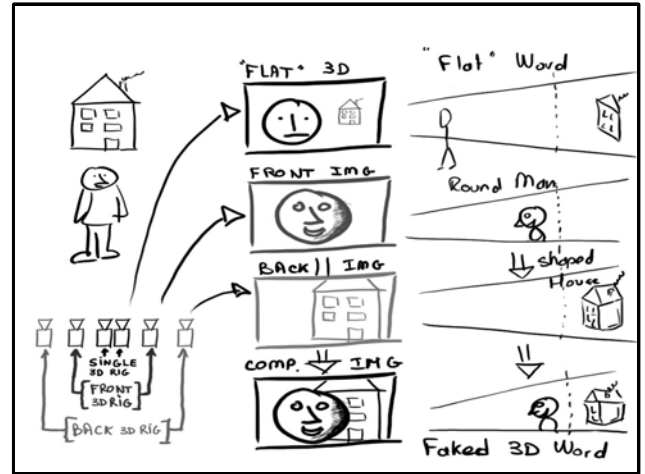 "FLAT" 3D
"Flat" Word
FRONT IMG
Round Man
BACK || IMG
shaped
House
SINGLE
3D RIG
FRONT
3D RIG
BACK 3D RIG
COMP. IMG
Faked 3D Word